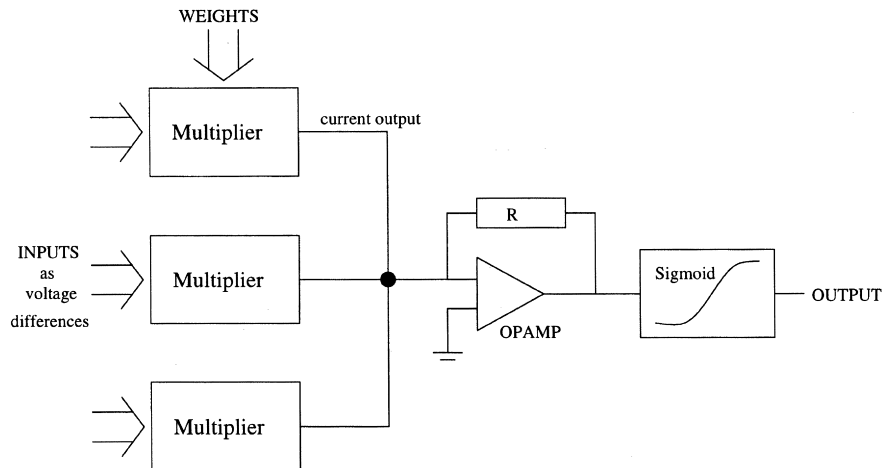 WEIGHTS
Multiplier
current output
R
INPUTS
as
voltage
differences
Multiplier
OPAMP
Sigmoid
OUTPUT
Multiplier